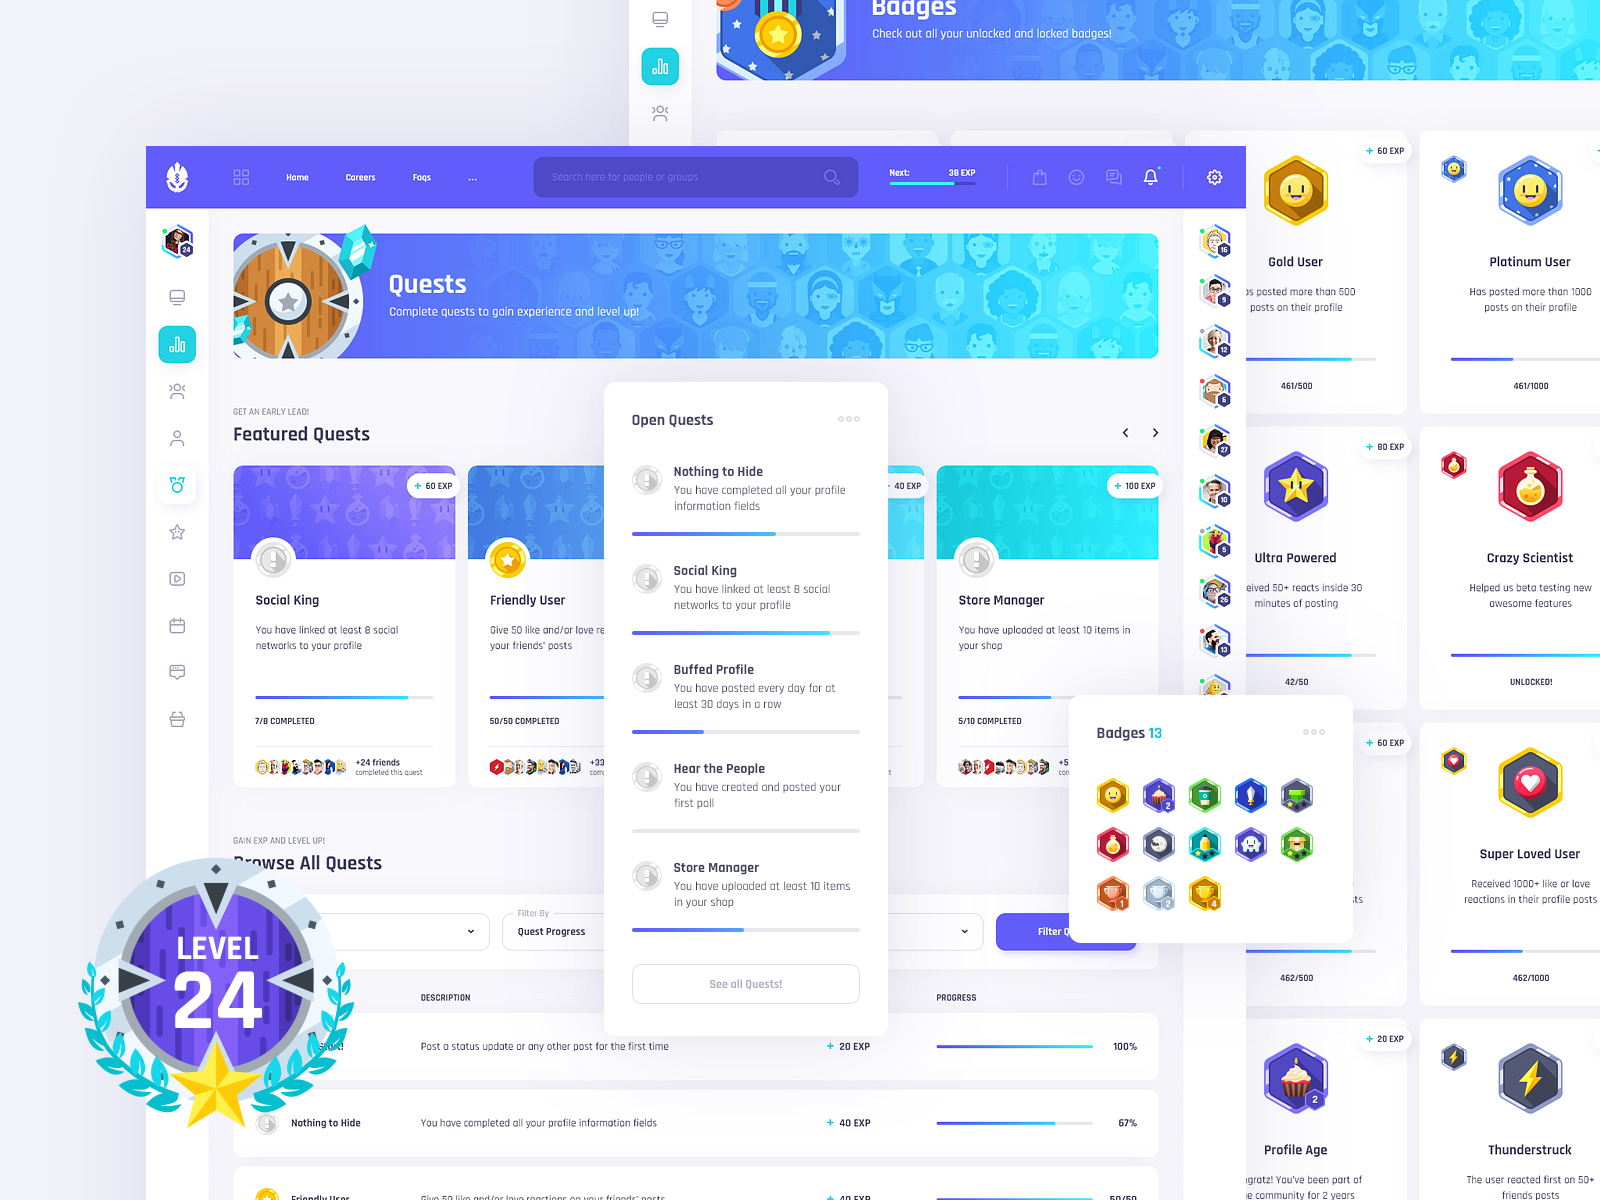 Badges
Check out all your unlocked and locked badges!
Home
Careers
Faqs
...
Search here for people or groups
Next:
38 EXP
24
Quests
Complete quests to gain experience and level up!
GET AN EARLY LEAD!
Featured Quests
+ 60 EXP
Social King
You have linked at least 8 social
networks to your profile
7/8 COMPLETED
+24 friends
completed this quest
Friendly User
Give 50 like and/or love re
your friends' posts
50/50 COMPLETED
+33
comp
40 EXP
t
+ 100 EXP
Store Manager
You have uploaded at least 10 items in
your shop
5/10 COMPLETED
+5
com
Open Quests
Nothing to Hide
You have completed all your profile
information fields
Social King
You have linked at least 8 social
networks to your profile
Buffed Profile
You have posted every day for at
least 30 days in a row
Hear the People
You have created and posted your
first poll
Store Manager
You have uploaded at least 10 items
in your shop
See all Quests!
GAIN EXP AND LEVEL UP!
Browse All Quests
Filter By
Quest Progress
Filter Q
DESCRIPTION
PROGRESS
Post a status update or any other post for the first time
+ 20 EXP
100%
Nothing to Hide
You have completed all your profile information fields
+ 40 EXP
67%
Friendly User
Give 50 like and/or love reactions on your friends' posts
+ 40 EXP
50/50
LEVEL
24
16
9
12
6
27
10
5
26
13
Badges 13
2
1
2
4
+ 60 EXP
Gold User
as posted more than 500
posts on their profile
461/500
Platinum User
Has posted more than 1000
posts on their profile
461/1000
+ 80 EXP
Ultra Powered
eived 50+ reacts inside 30
minutes of posting
42/50
Crazy Scientist
Helped us beta testing new
awesome features
UNLOCKED!
+ 60 EXP
sts
462/500
Super Loved User
Received 1000+ like or love
reactions in their profile posts
462/1000
+ 20 EXP
2
Profile Age
gratz! You've been part of
e community for 2 years
Thunderstruck
The user reacted first on 50+
friends posts